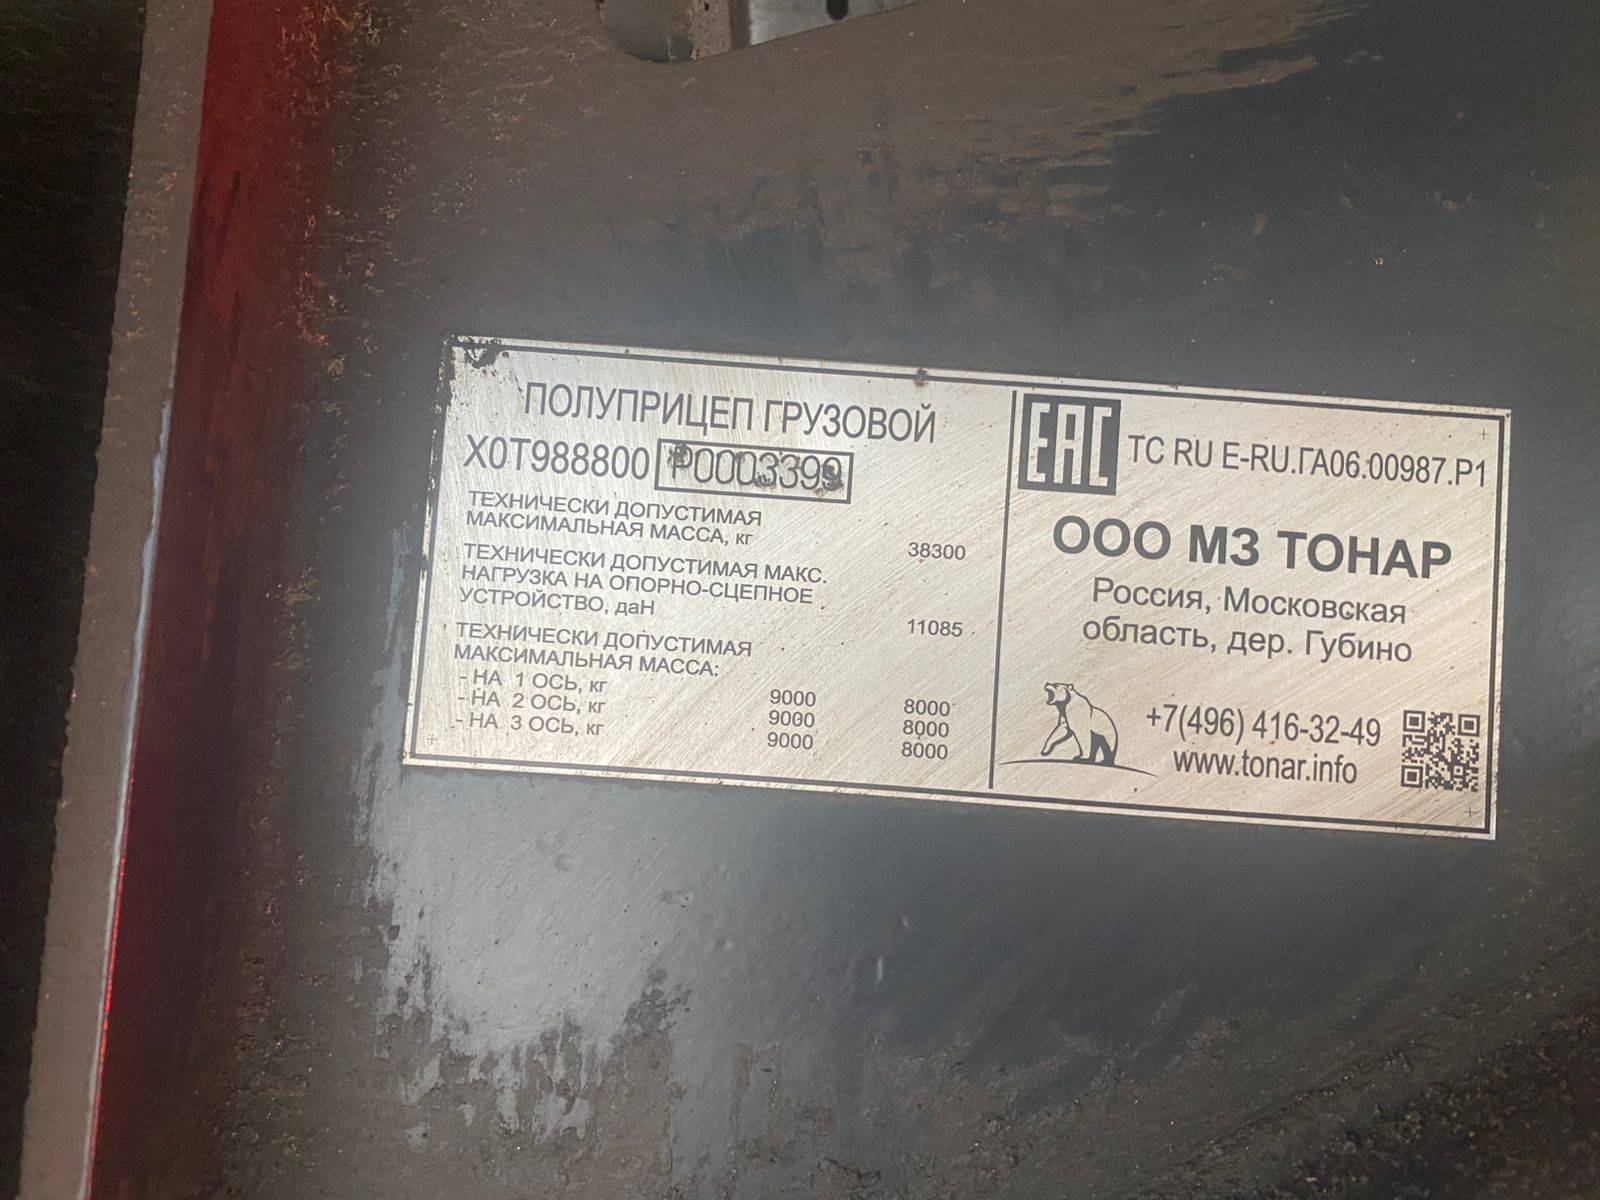 ПОЛУПРИЦЕП ГРУЗОВОЙ
X0T988800 P0003399
ТЕХНИЧЕСКИ ДОПУСТИМАЯ
МАКСИМАЛЬНАЯ МАССА, кг 38300
ТЕХНИЧЕСКИ ДОПУСТИМАЯ МАКС.
НАГРУЗКА НА ОПОРНО-СЦЕПНОЕ
УСТРОЙСТВО, даН 11085
ТЕХНИЧЕСКИ ДОПУСТИМАЯ
МАКСИМАЛЬНАЯ МАССА:
- НА 1 ОСЬ, кг 9000 8000
- НА 2 ОСЬ, кг 9000 8000
- НА 3 ОСЬ, кг 9000 8000
ЕАС ТС RU E-RU.ГА06.00987.Р1
ООО МЗ ТОНАР
Россия, Московская
область, дер. Губино
+7(496) 416-32-49
www.tonar.info